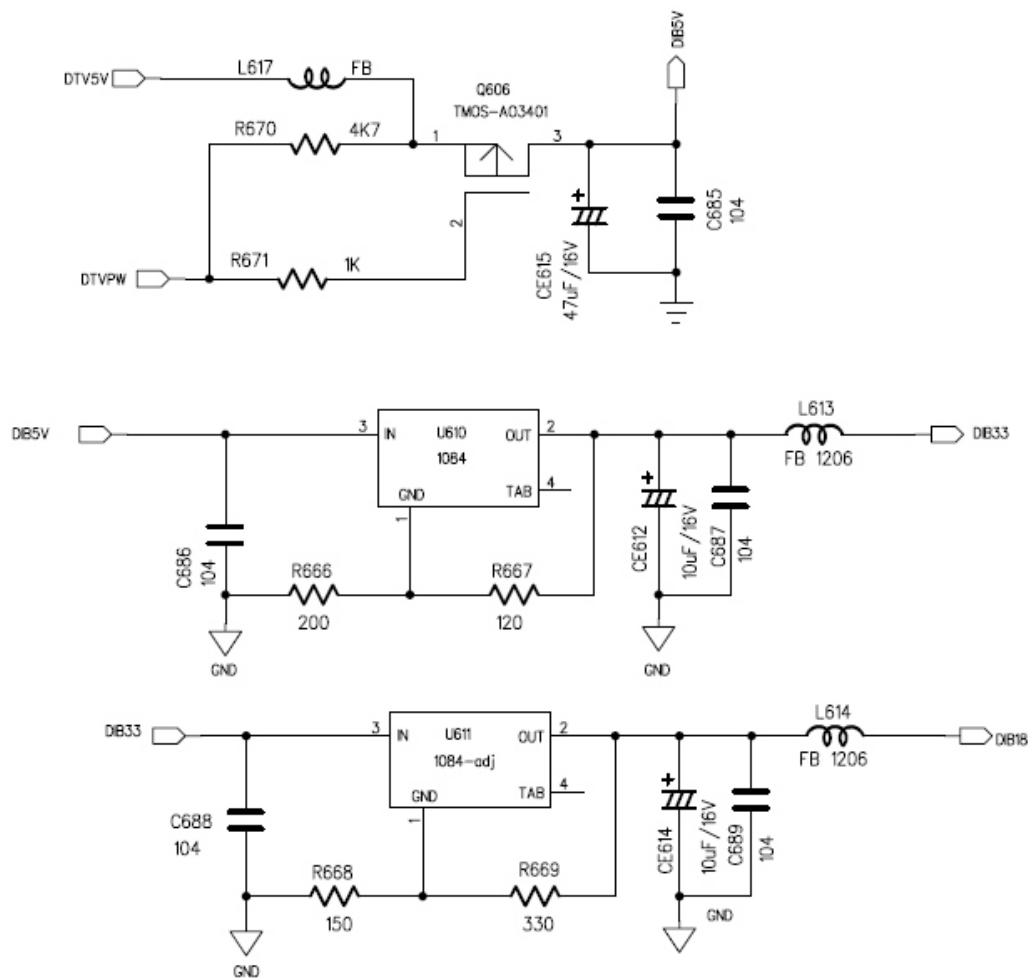 DIB5V
DTV5V
L617 FB
Q606
TMOS-AO3401
R670 4K7
1 3
2
CE615
47uF/16V
C685
104
DTVPW
R671 1K
DIB5V
3 IN U610 OUT 2
1084
TAB 4
GND
1
L613
FB 1206
DIB33
C686
104
R666
200
R667
120
CE612
10uF/16V
C687
104
GND
GND
DIB33
3 IN U611 OUT 2
1084-adj
TAB 4
GND
1
L614
FB 1206
DIB18
C688
104
R668
150
R669
330
CE614
10uF/16V
C689
104
GND
GND